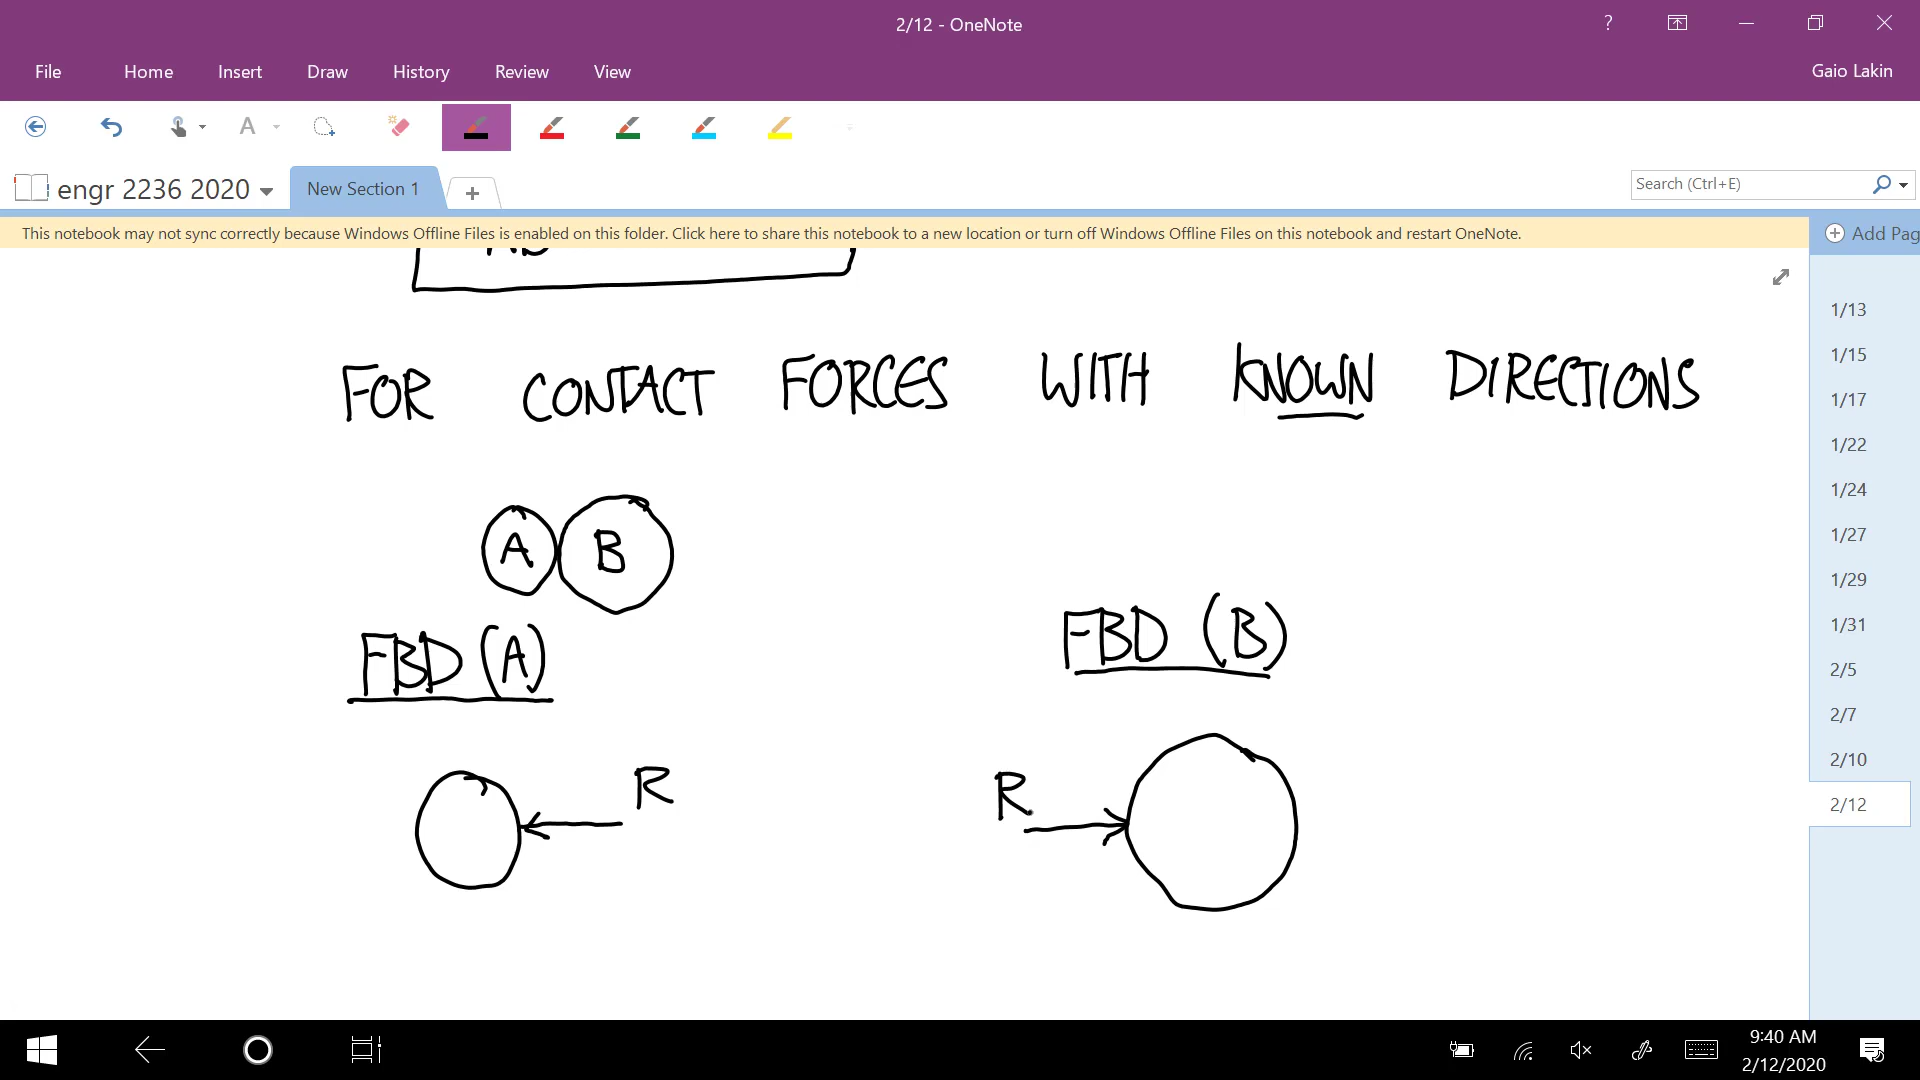 2/12 - OneNote
?
File Home Insert Draw History Review View
Gaio Lakin
A
engr 2236 2020
New Section 1
+
Search (Ctrl+E)
This notebook may not sync correctly because Windows Offline Files is enabled on this folder. Click here to share this notebook to a new location or turn off Windows Offline Files on this notebook and restart OneNote.
Add Pag
FOR CONTACT FORCES WITH KNOWN DIRECTIONS
A B
FBD (A)
FBD (B)
R
R
1/13
1/15
1/17
1/22
1/24
1/27
1/29
1/31
2/5
2/7
2/10
2/12
9:40 AM
2/12/2020